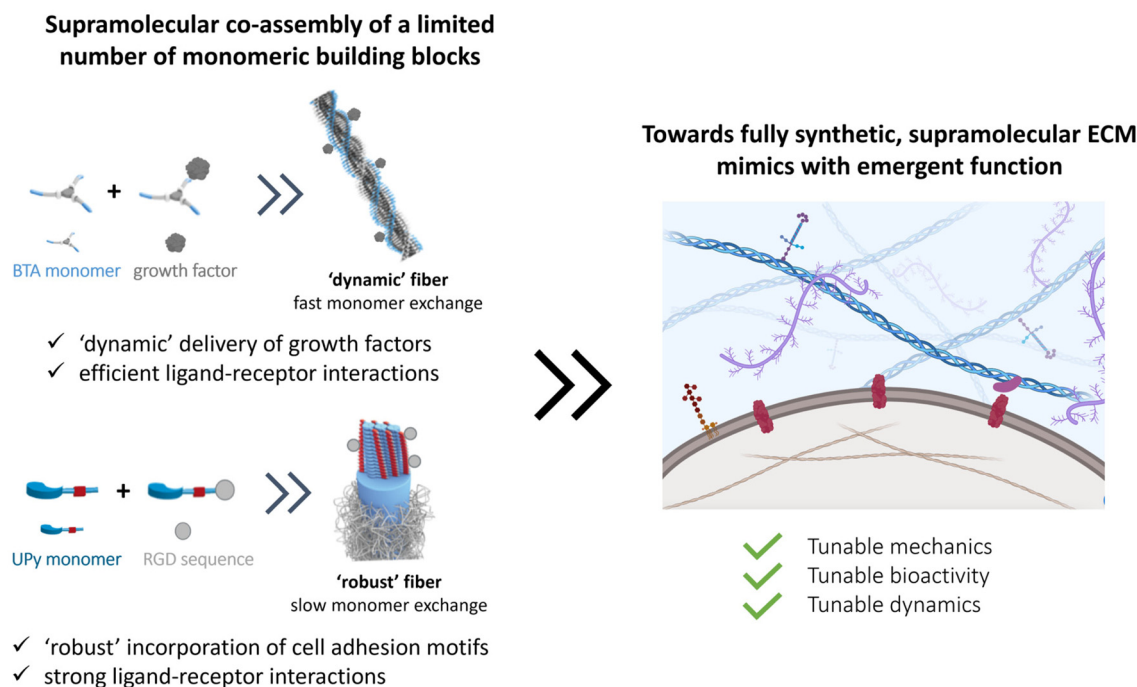 Supramolecular co-assembly of a limited
number of monomeric building blocks
+
BTA monomer
growth factor
'dynamic' fiber
fast monomer exchange
✓ 'dynamic' delivery of growth factors
✓ efficient ligand-receptor interactions
+
UPy monomer
RGD sequence
'robust' fiber
slow monomer exchange
✓ 'robust' incorporation of cell adhesion motifs
✓ strong ligand-receptor interactions
Towards fully synthetic, supramolecular ECM
mimics with emergent function
Tunable mechanics
Tunable bioactivity
Tunable dynamics